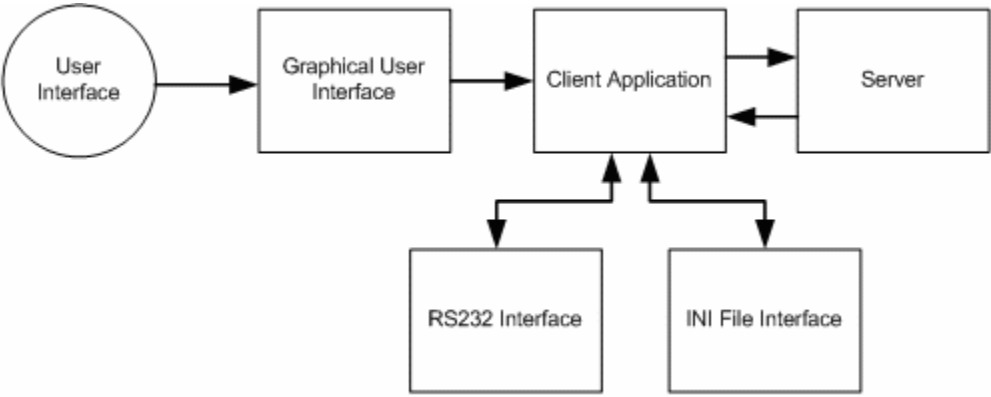 User
Interface
Graphical User
Interface
Client Application
Server
RS232 Interface
INI File Interface